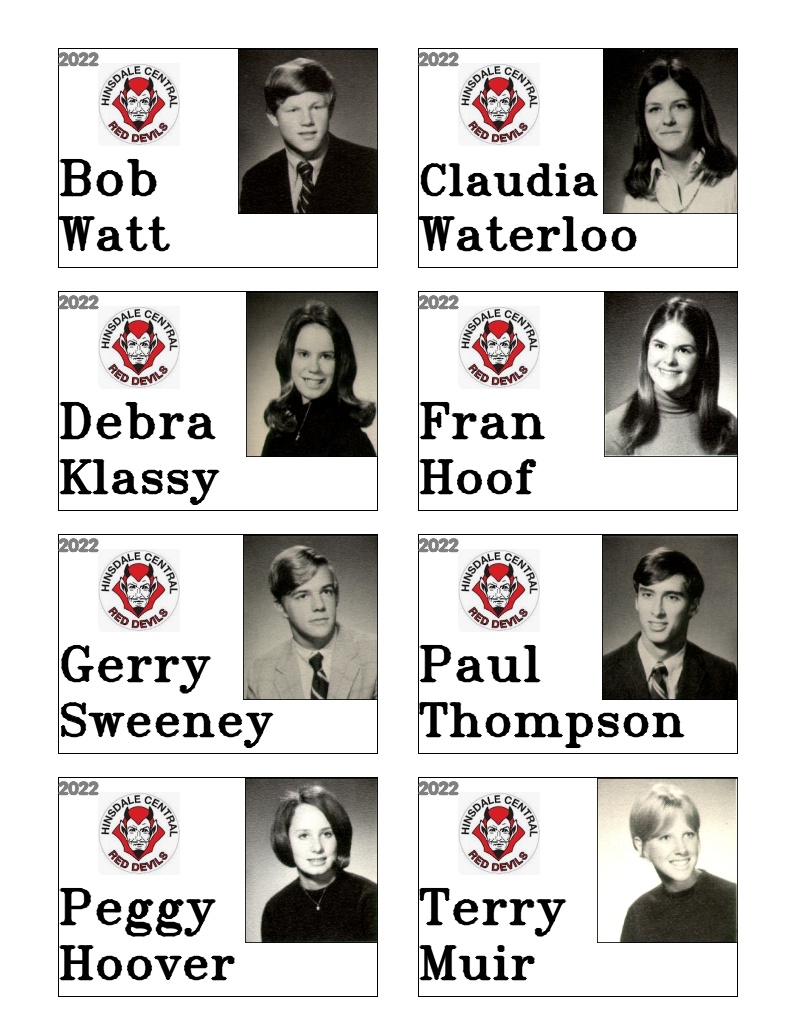 2022
HINSDALE CENTRAL
RED DEVILS
Bob
Watt
2022
HINSDALE CENTRAL
RED DEVILS
Claudia
Waterloo
2022
HINSDALE CENTRAL
RED DEVILS
Debra
Klassy
2022
HINSDALE CENTRAL
RED DEVILS
Fran
Hoof
2022
HINSDALE CENTRAL
RED DEVILS
Gerry
Sweeney
2022
HINSDALE CENTRAL
RED DEVILS
Paul
Thompson
2022
HINSDALE CENTRAL
RED DEVILS
Peggy
Hoover
2022
HINSDALE CENTRAL
RED DEVILS
Terry
Muir